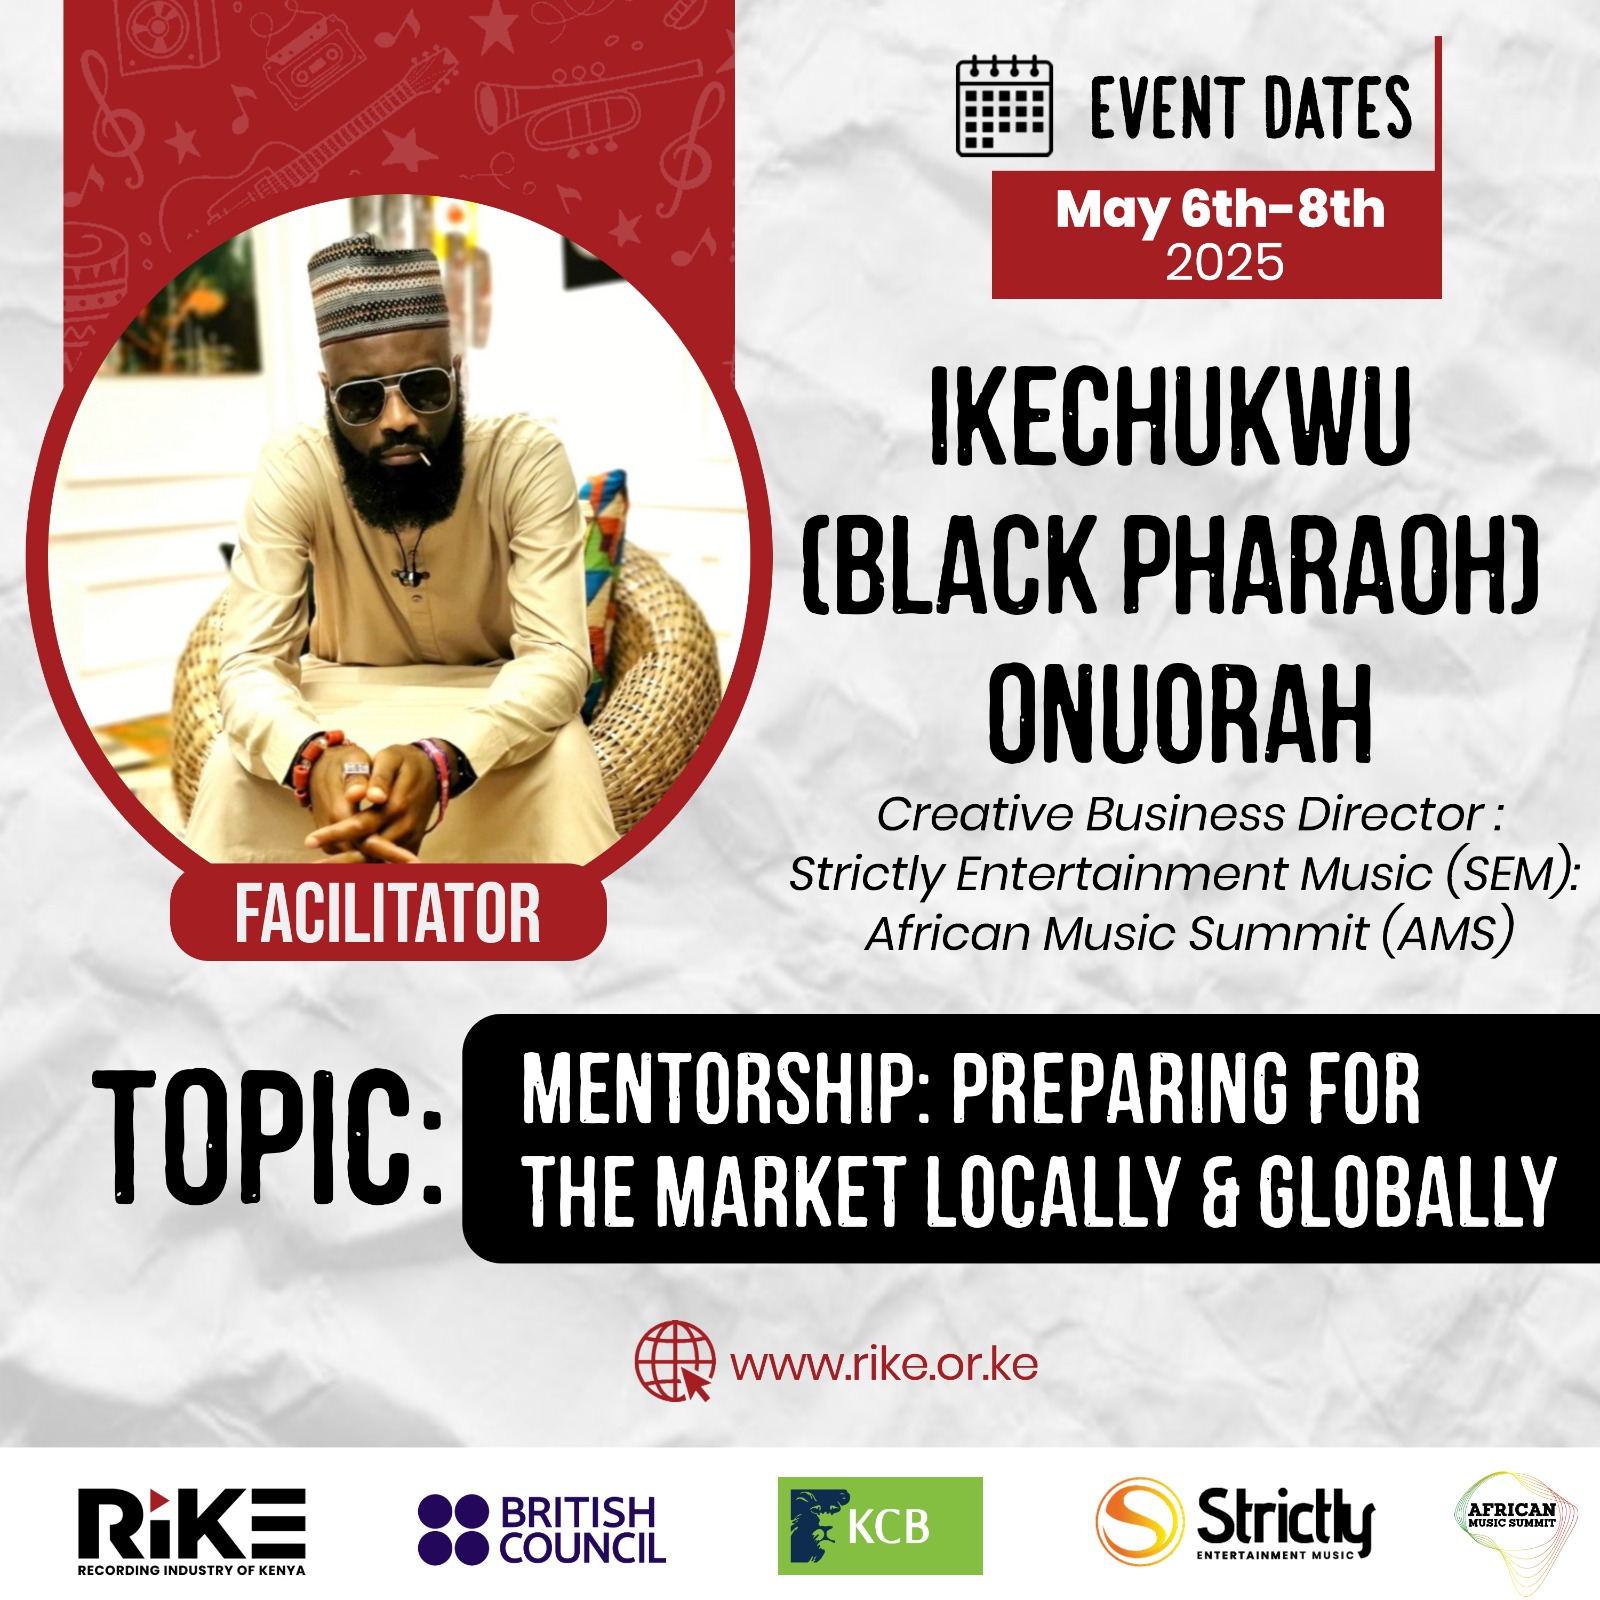 EVENT DATES
May 6th-8th
2025
IKECHUKWU
(BLACK PHARAOH)
ONUORAH
Creative Business Director :
Strictly Entertainment Music (SEM):
African Music Summit (AMS)
FACILITATOR
TOPIC:
MENTORSHIP: PREPARING FOR
THE MARKET LOCALLY & GLOBALLY
www.rike.or.ke
RiKE
RECORDING INDUSTRY OF KENYA
BRITISH
COUNCIL
KCB
Strictly
ENTERTAINMENT MUSIC
AFRICAN
MUSIC SUMMIT